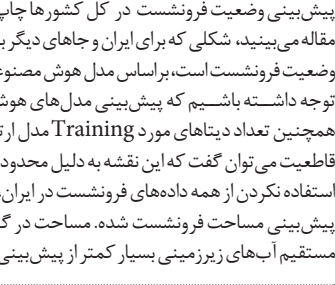 پیش‌بینی وضعیت فرونشست در کل کشورها چاپ
مقاله می‌بینید، شکلی که برای ایران و جاهای دیگر
وضعیت فرونشست است، براساس مدل هوش مصنوعی
توجه داشته باشیم که پیش‌بینی مدل‌های هوش
همچنین تعداد دیتاهای مورد Training مدل
قاطعیت می‌توان گفت که این نقشه به دلیل محدود
استفاده نکردن از همه داده‌های فرونشست در ایران،
پیش‌بینی مساحت فرونشست شده. مساحت در
مستقیم آب‌های زیرزمینی بسیار کمتر از پیش‌بینی